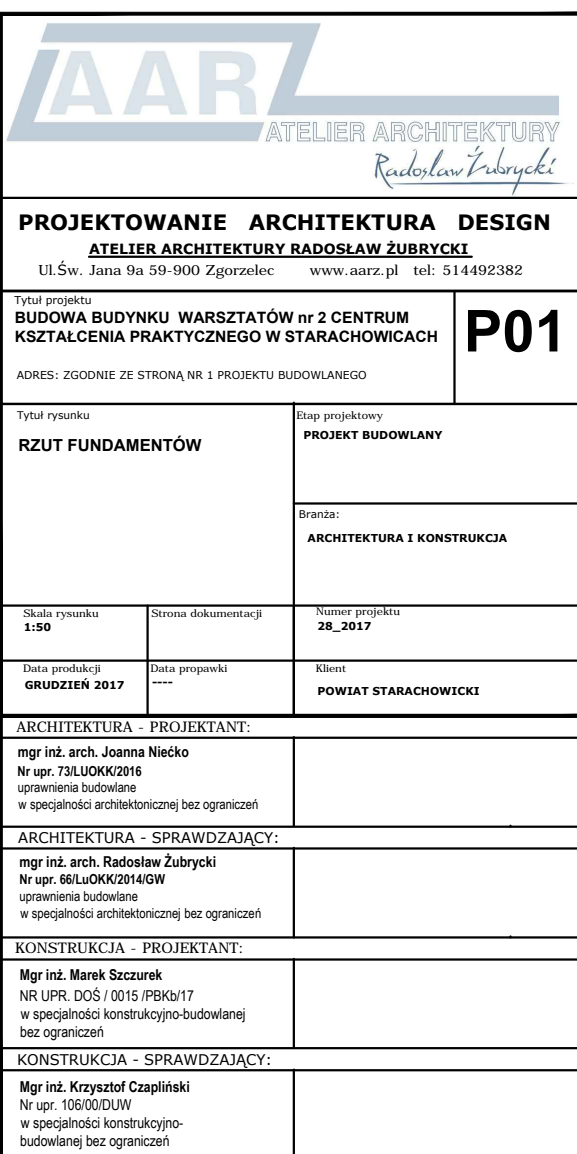 AARZ
ATELIER ARCHITEKTURY
Radosław Żubrycki
PROJEKTOWANIE ARCHITEKTURA DESIGN
ATELIER ARCHITEKTURY RADOSŁAW ŻUBRYCKI
Ul.Św. Jana 9a 59-900 Zgorzelec www.aarz.pl tel: 514492382
Tytuł projektu
BUDOWA BUDYNKU WARSZTATÓW nr 2 CENTRUM
KSZTAŁCENIA PRAKTYCZNEGO W STARACHOWICACH
ADRES: ZGODNIE ZE STRONĄ NR 1 PROJEKTU BUDOWLANEGO
P01
Tytuł rysunku
RZUT FUNDAMENTÓW
Etap projektowy
PROJEKT BUDOWLANY
Branża:
ARCHITEKTURA I KONSTRUKCJA
Skala rysunku
1:50
Strona dokumentacji
Numer projektu
28_2017
Data produkcji
GRUDZIEŃ 2017
Data propawki
----
Klient
POWIAT STARACHOWICKI
ARCHITEKTURA - PROJEKTANT:
mgr inż. arch. Joanna Niećko
Nr upr. 73/LUOKK/2016
uprawnienia budowlane
w specjalności architektonicznej bez ograniczeń
ARCHITEKTURA - SPRAWDZAJĄCY:
mgr inż. arch. Radosław Żubrycki
Nr upr. 66/LuOKK/2014/GW
uprawnienia budowlane
w specjalności architektonicznej bez ograniczeń
KONSTRUKCJA - PROJEKTANT:
Mgr inż. Marek Szczurek
NR UPR. DOŚ / 0015 /PBKb/17
w specjalności konstrukcyjno-budowlanej
bez ograniczeń
KONSTRUKCJA - SPRAWDZAJĄCY:
Mgr inż. Krzysztof Czapliński
Nr upr. 106/00/DUW
w specjalności konstrukcyjno-
budowlanej bez ograniczeń